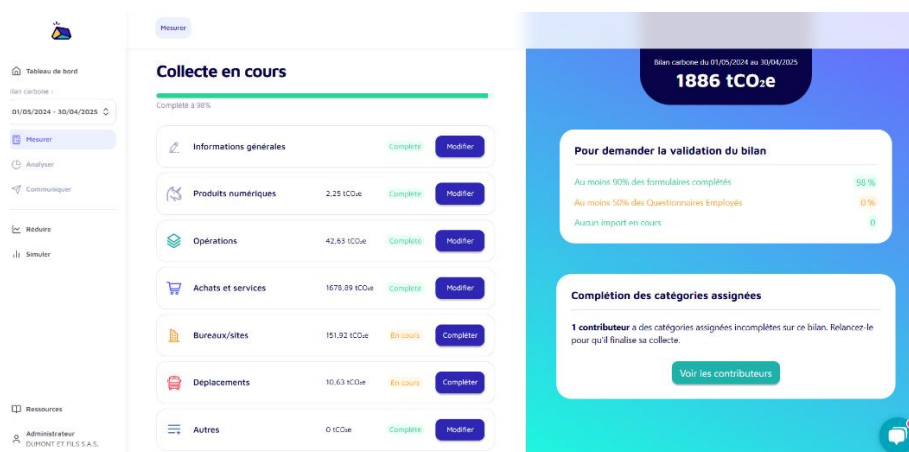 Mesurer
Tableau de bord
Bilan carbone :
01/05/2024 - 30/04/2025
Mesurer
Analyser
Communiquer
Réduire
Simuler
Ressources
Administrateur
DUMONT ET FILS S.A.S.
Collecte en cours
Complété à 98%
Informations générales Complété Modifier
Produits numériques 2,25 tCO₂e Complété Modifier
Opérations 42,63 tCO₂e Complété Modifier
Achats et services 1678,89 tCO₂e Complété Modifier
Bureaux/sites 151,92 tCO₂e En cours Compléter
Déplacements 10,63 tCO₂e En cours Compléter
Autres 0 tCO₂e Complété Modifier
Bilan carbone du 01/05/2024 au 30/04/2025
1886 tCO₂e
Pour demander la validation du bilan
Au moins 90% des formulaires complétés 98 %
Au moins 50% des Questionnaires Employés 0 %
Aucun import en cours 0
Complétion des catégories assignées
1 contributeur a des catégories assignées incomplètes sur ce bilan. Relancez-le
pour qu'il finalise sa collecte.
Voir les contributeurs